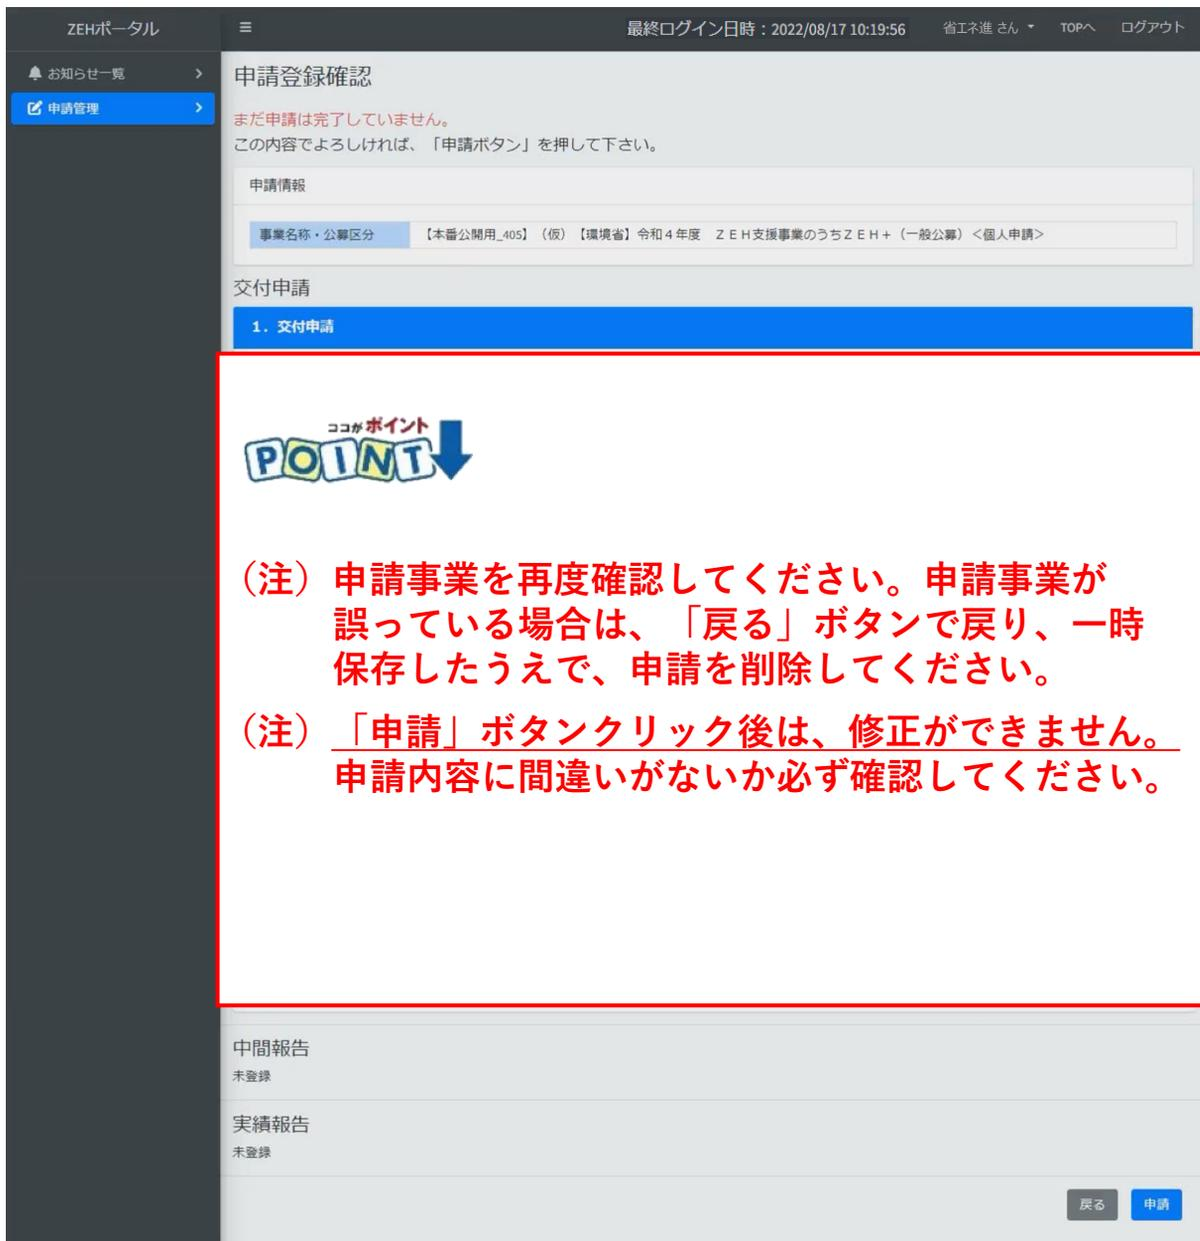 ZEHポータル
最終ログイン日時：2022/08/17 10:19:56 省エネ進 さん TOPへ ログアウト
お知らせ一覧
申請管理
申請登録確認
まだ申請は完了していません。
この内容でよろしければ、「申請ボタン」を押して下さい。
申請情報
事業名称・公募区分 【本番公開用_405】（仮）【環境省】令和４年度　ＺＥＨ支援事業のうちＺＥＨ＋（一般公募）＜個人申請＞
交付申請
1．交付申請
ココがポイント
POINT
（注）申請事業を再度確認してください。申請事業が
誤っている場合は、「戻る」ボタンで戻り、一時
保存したうえで、申請を削除してください。
（注）「申請」ボタンクリック後は、修正ができません。
申請内容に間違いがないか必ず確認してください。
中間報告
未登録
実績報告
未登録
戻る 申請